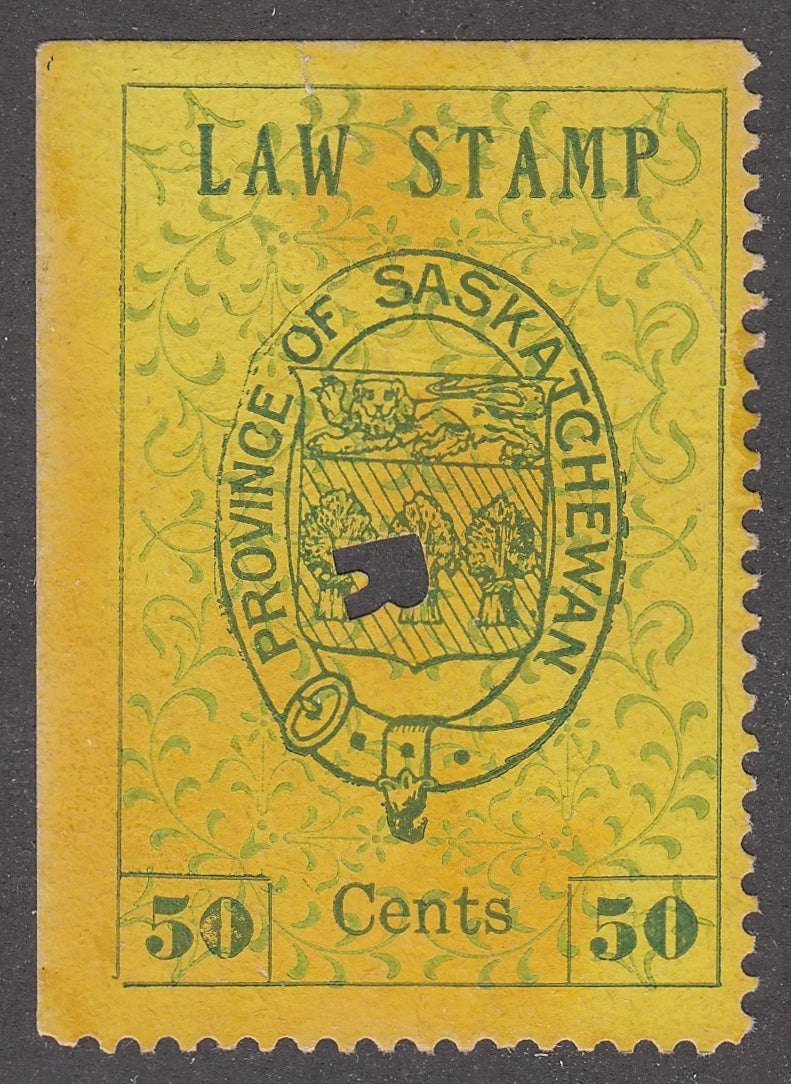 LAW STAMP
PROVINCE OF SASKATCHEWAN
50 Cents 50